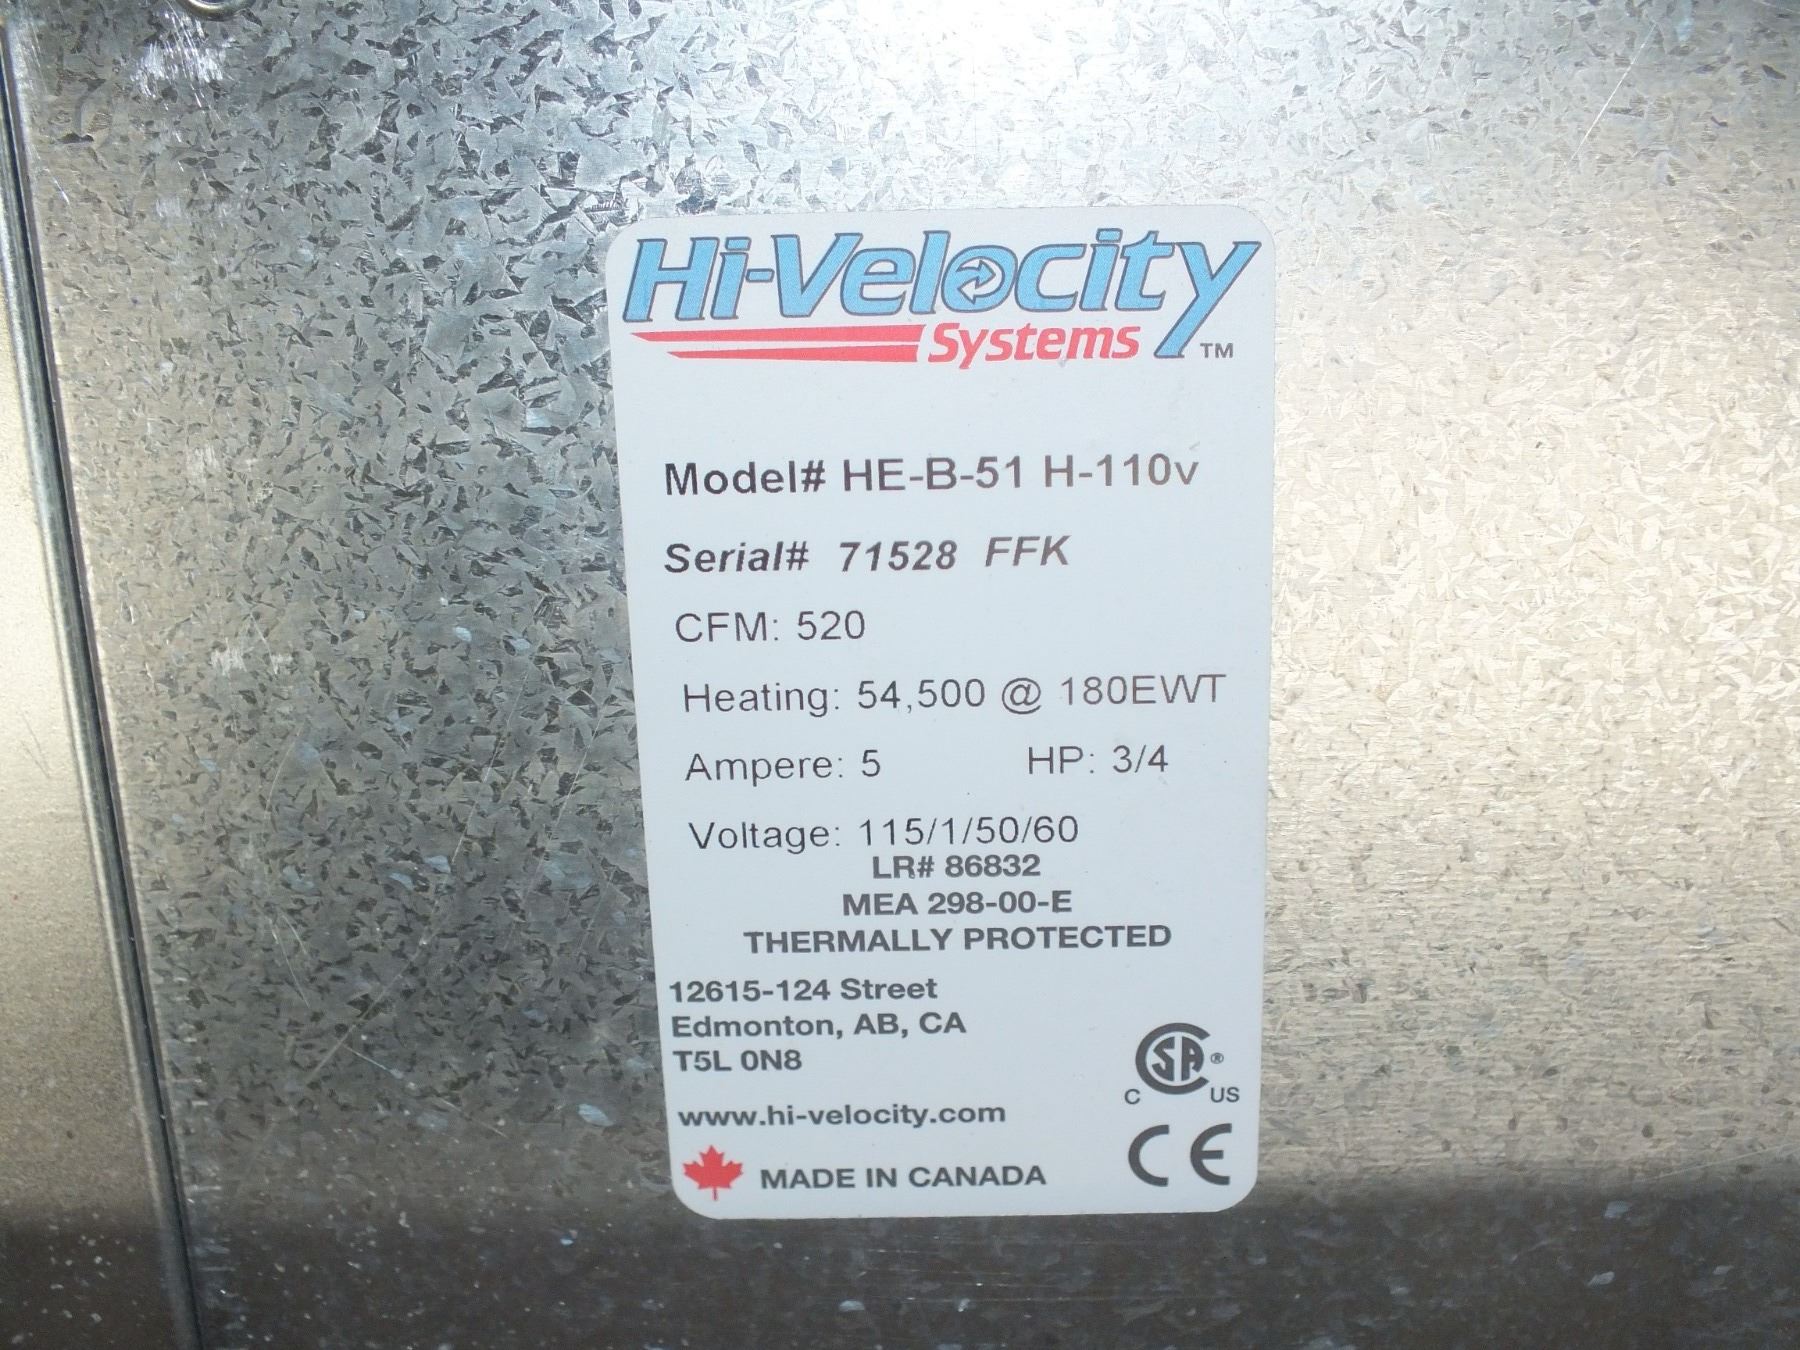 Hi-Velocity
Systems ™
Model# HE-B-51 H-110v
Serial# 71528 FFK
CFM: 520
Heating: 54,500 @ 180EWT
Ampere: 5 HP: 3/4
Voltage: 115/1/50/60
LR# 86832
MEA 298-00-E
THERMALLY PROTECTED
12615-124 Street
Edmonton, AB, CA
T5L 0N8
C SA ® US
www.hi-velocity.com
CE
MADE IN CANADA